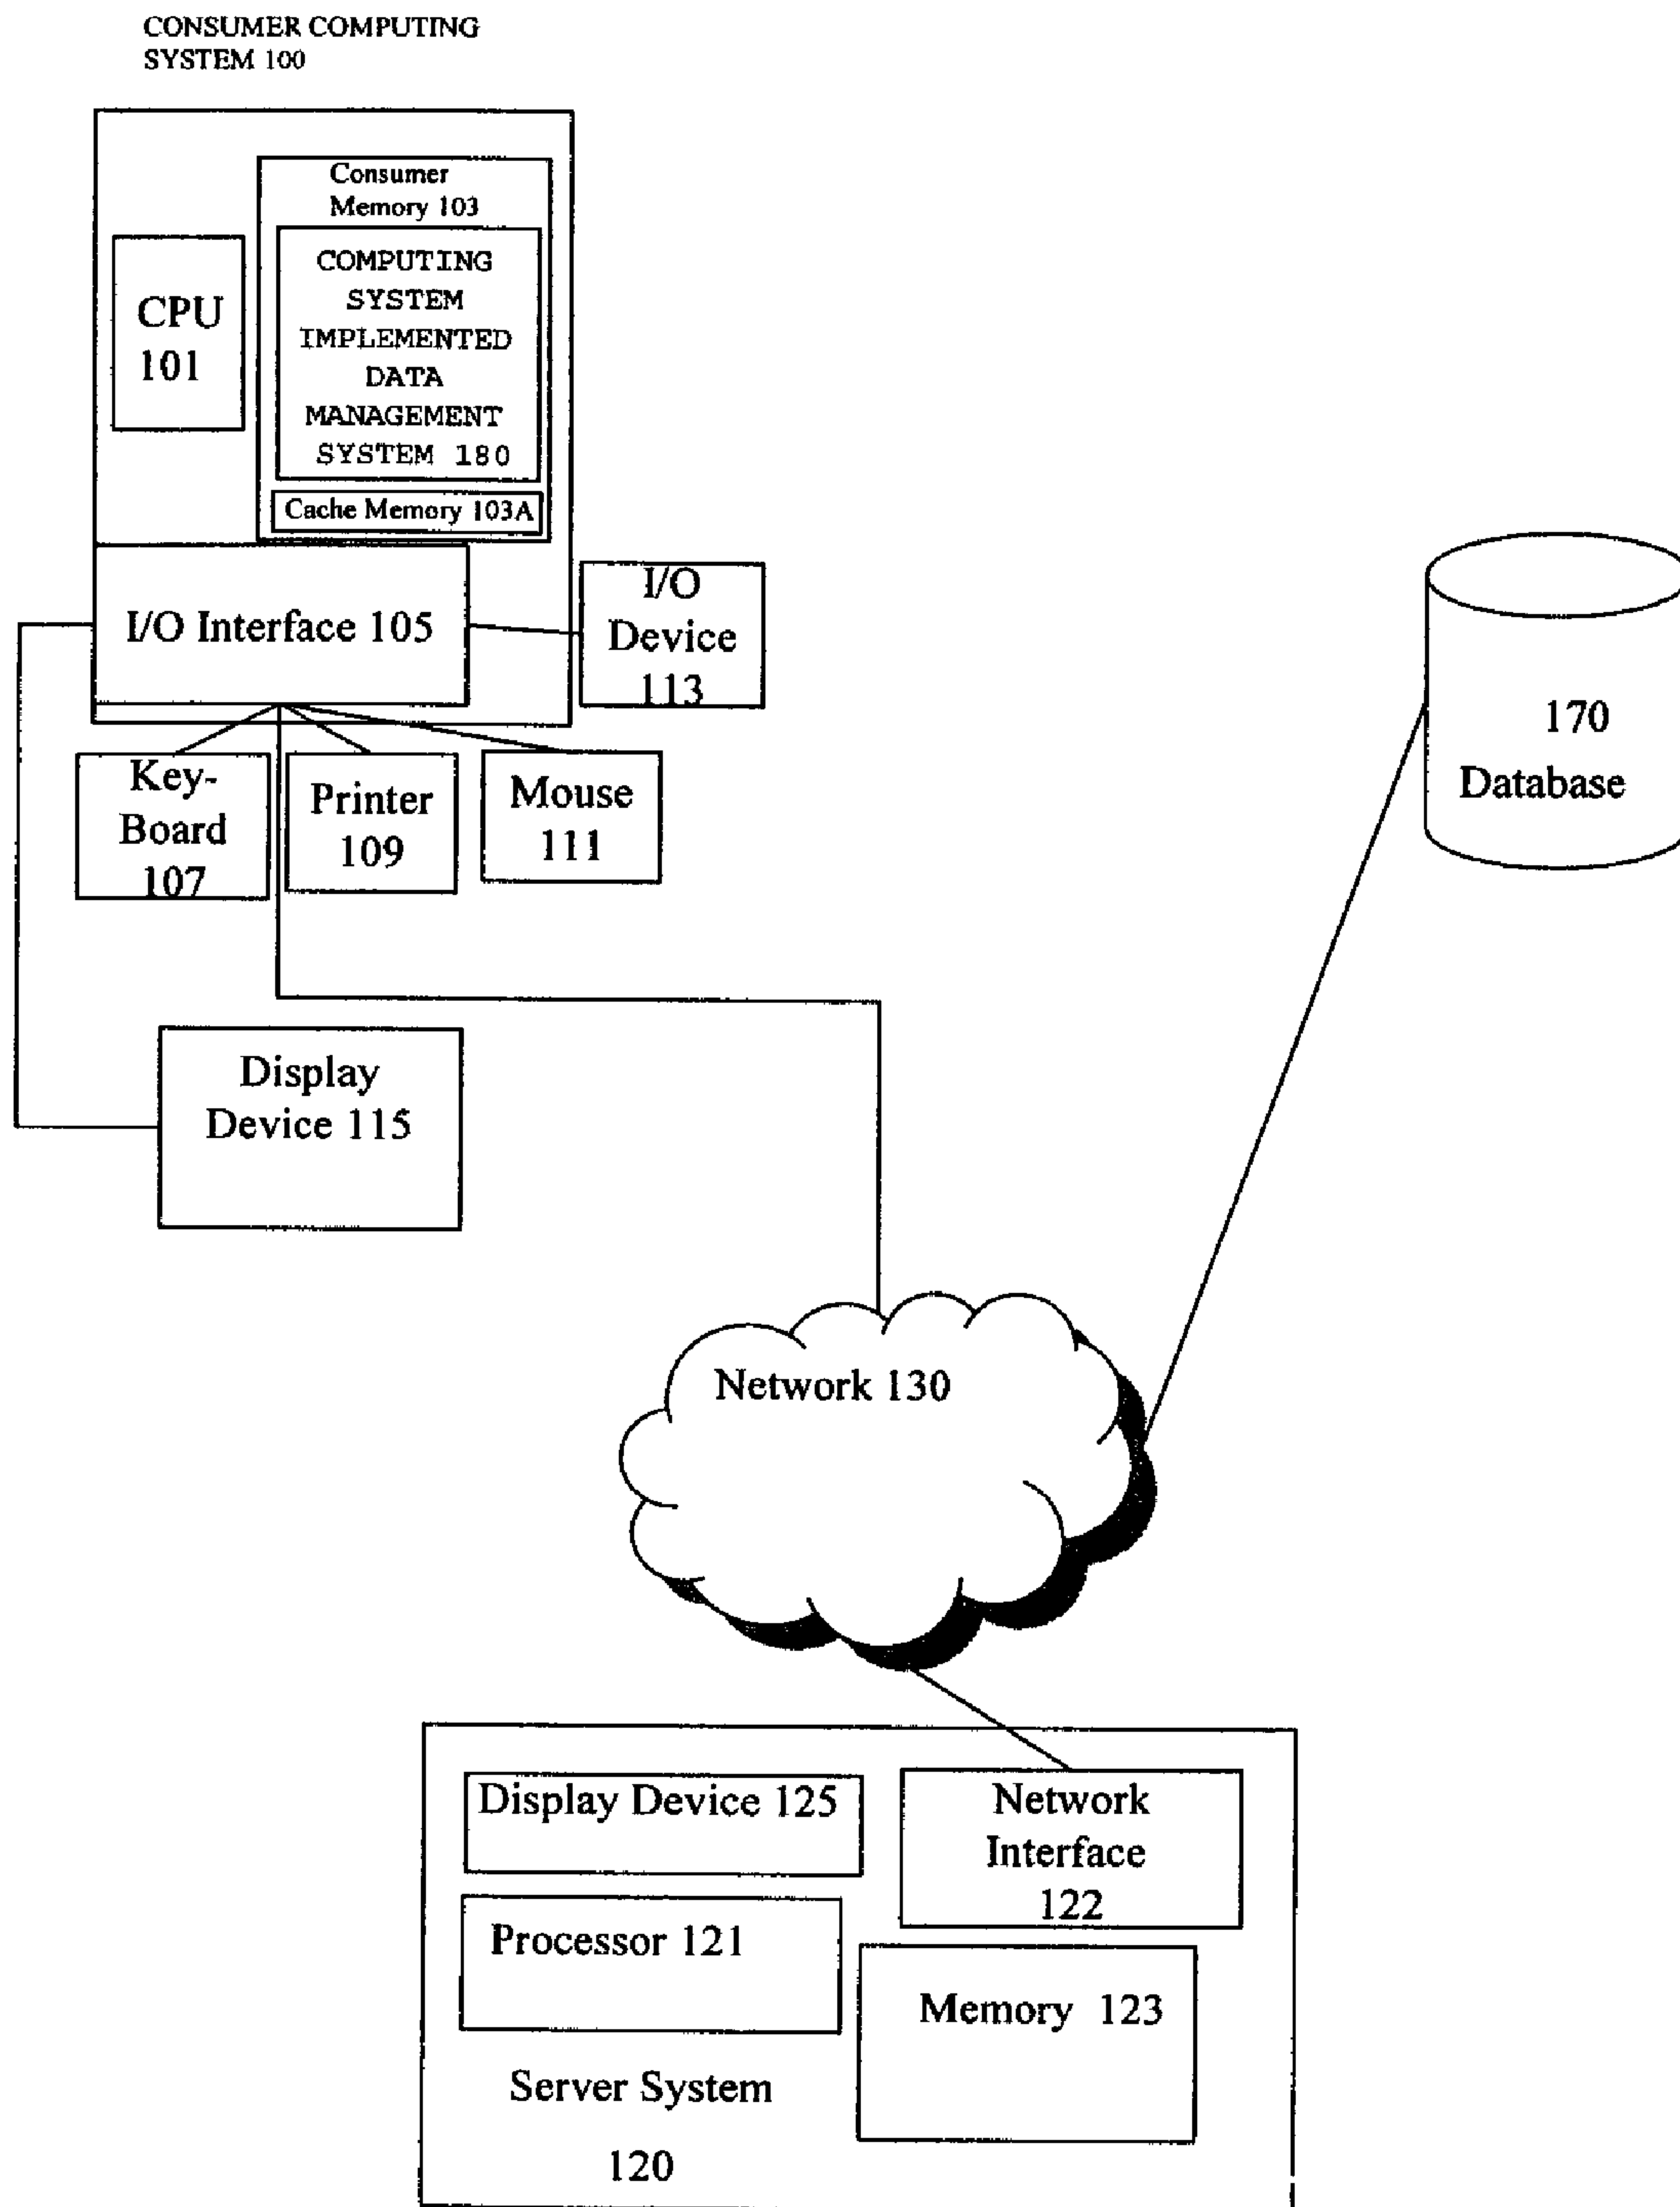 CONSUMER COMPUTING
SYSTEM 100
Consumer
Memory 103
CPU
101
COMPUTING
SYSTEM
IMPLEMENTED
DATA
MANAGEMENT
SYSTEM 180
Cache Memory 103A
I/O Interface 105
I/O
Device
113
Key-
Board
107
Printer
109
Mouse
111
170
Database
Display
Device 115
Network 130
Display Device 125
Network
Interface
122
Processor 121
Memory 123
Server System
120